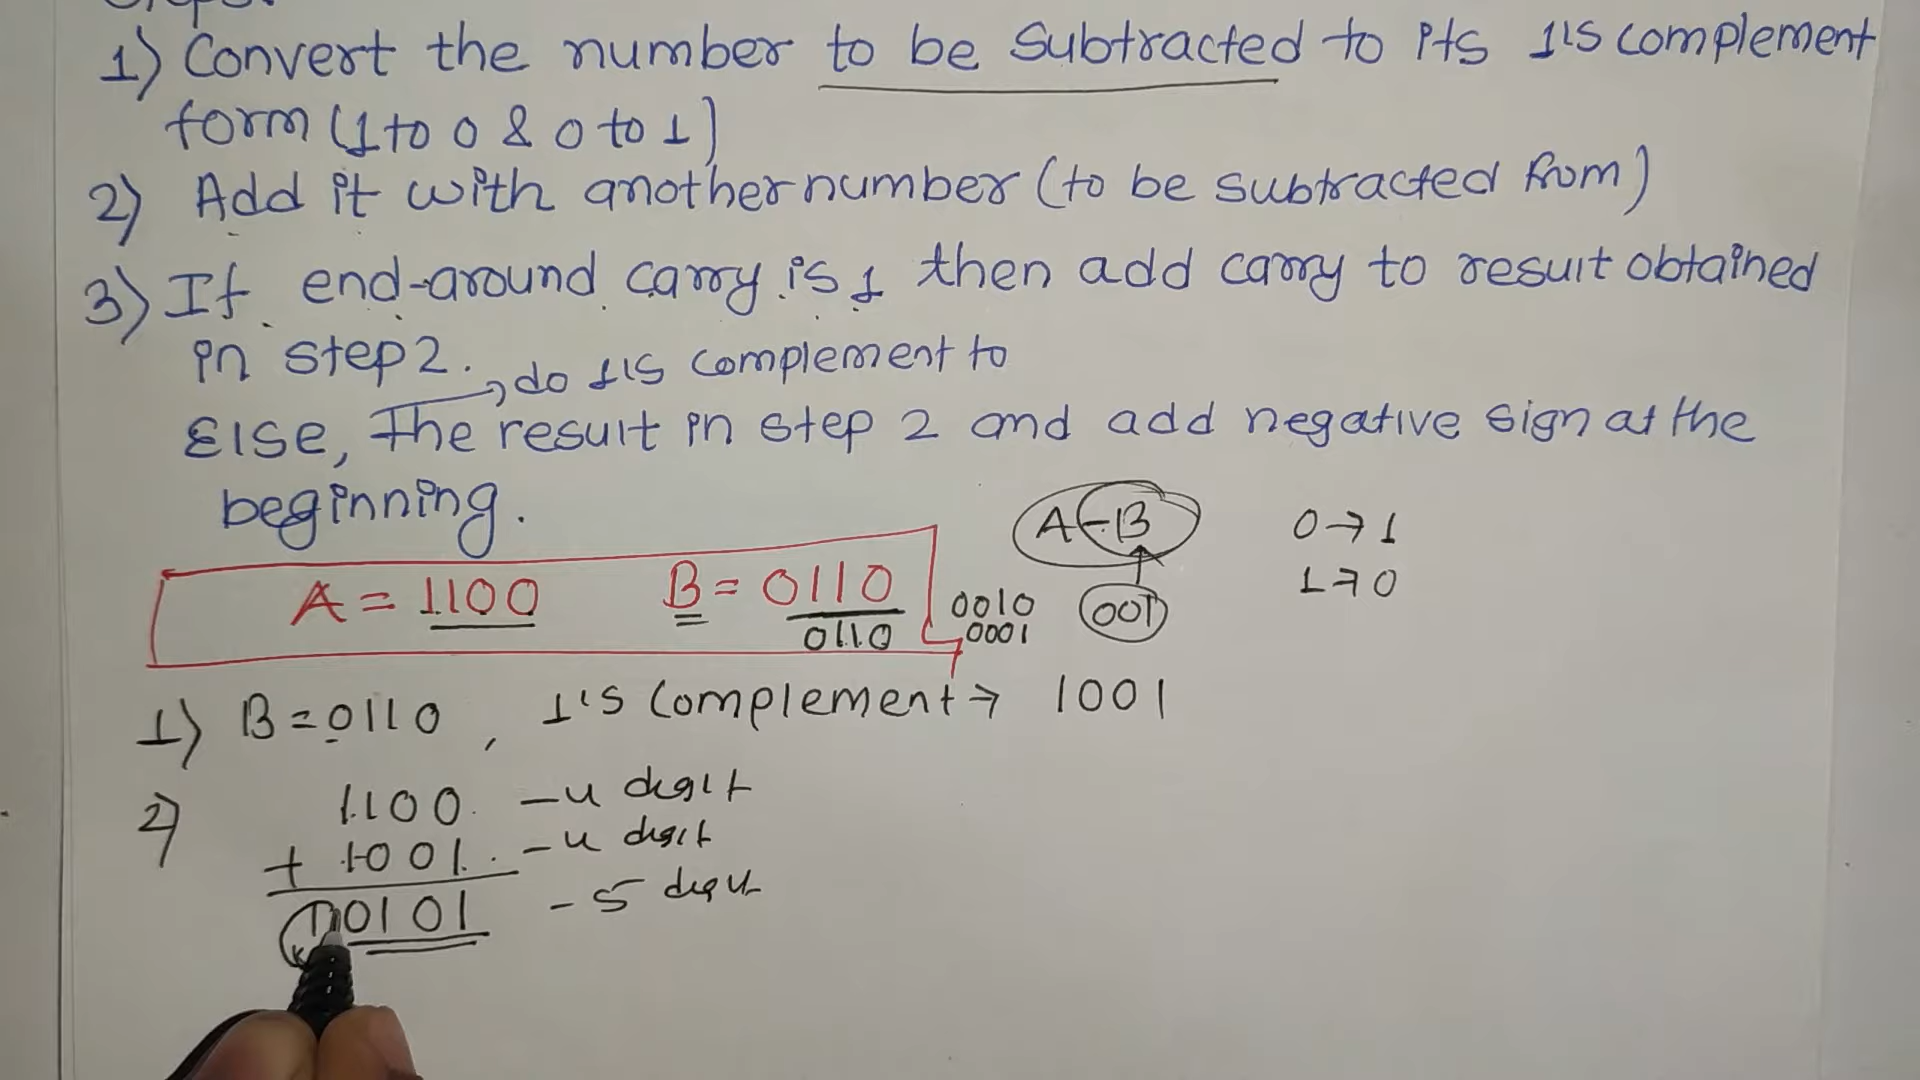 1) Convert the number to be subtracted to its 1's complement
form (1 to 0 & 0 to 1)
2) Add it with another number (to be subtracted from)
3) If end-around carry is 1 then add carry to result obtained
in step 2.
do 1's complement to
Else, the result in step 2 and add negative sign at the
beginning.
A-B
0→1
1→0
A = 1100 B = 0110
0110
0010
0001
001
1) B = 0110, 1's complement → 1001
2) 1100 - 4 digit
+ 1001 - 4 digit
10101 - 5 digit